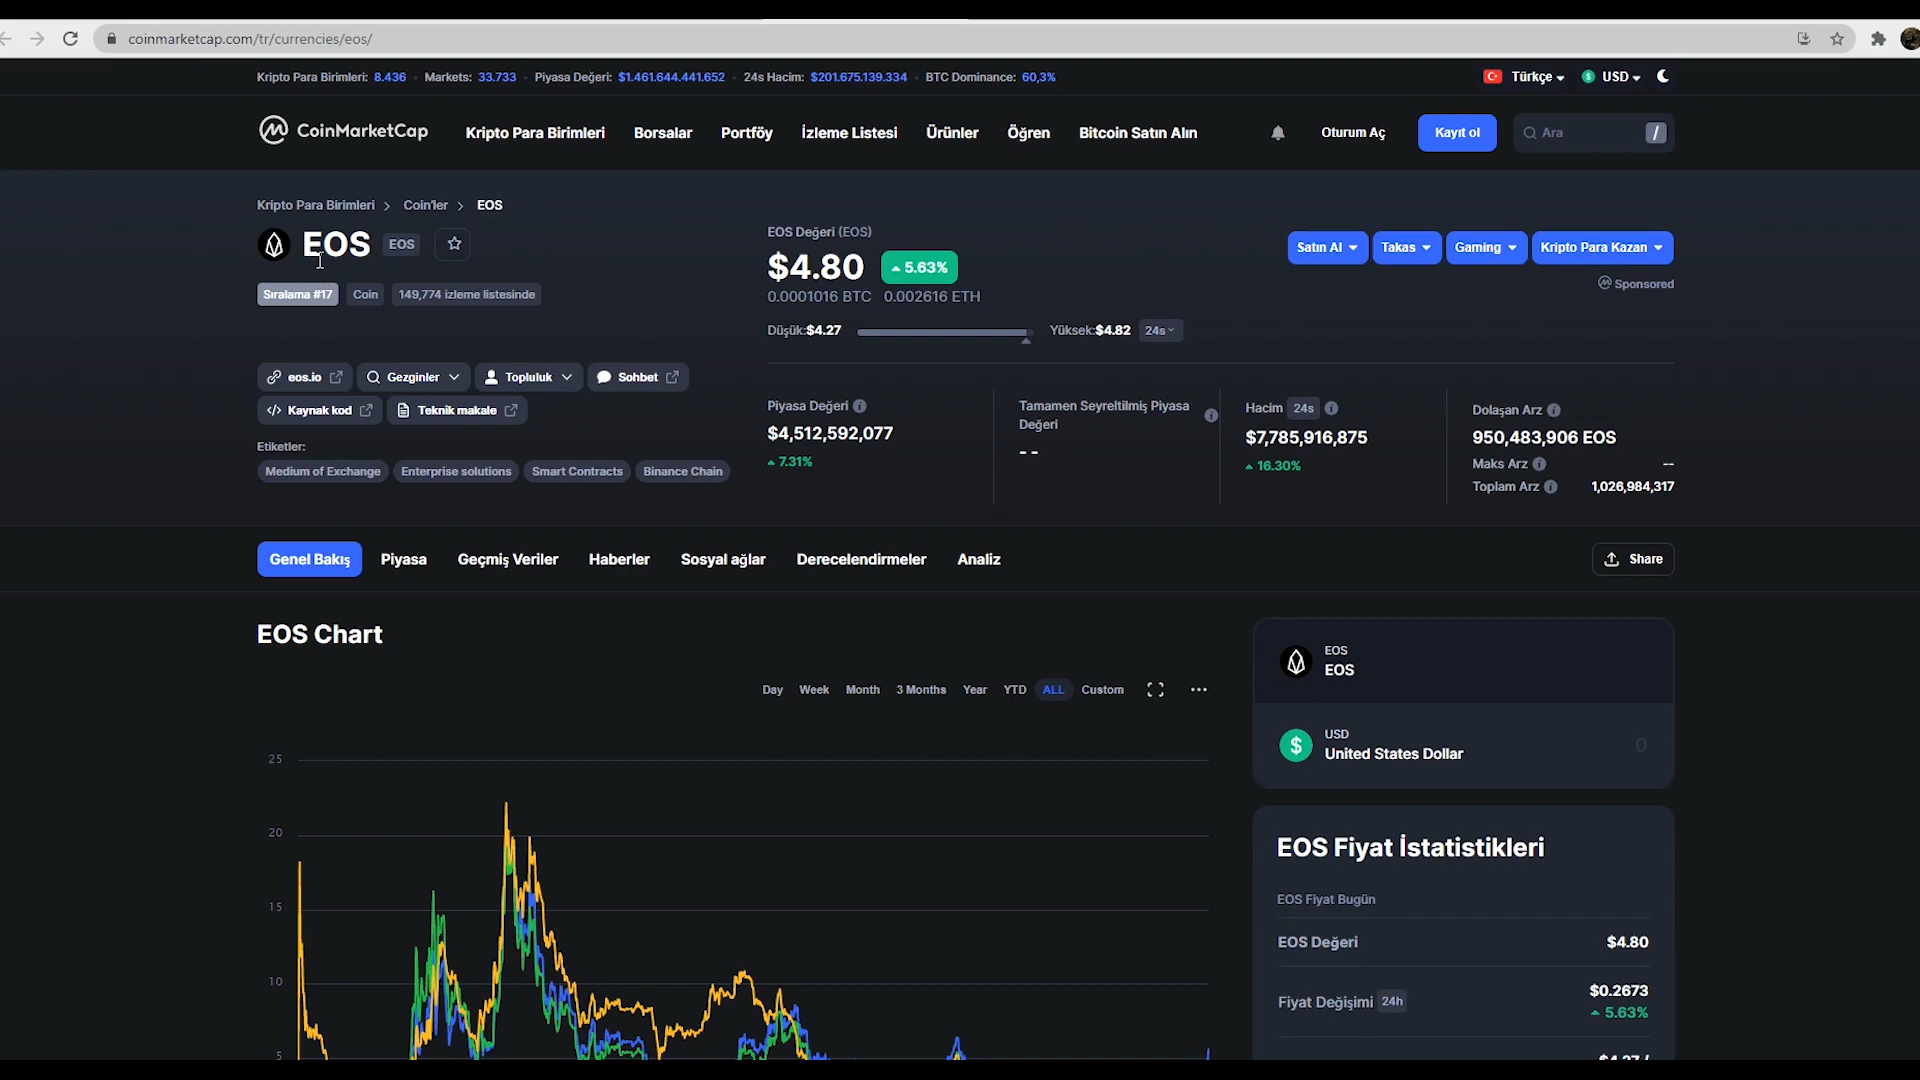 coinmarketcap.com/tr/currencies/eos/
Kripto Para Birimleri: 8.436 Markets: 33.733 Piyasa Değeri: $1.461.644.441.652 24s Hacim: $201.675.139.334 BTC Dominance: 60,3% Türkçe USD
CoinMarketCap Kripto Para Birimleri Borsalar Portföy İzleme Listesi Ürünler Öğren Bitcoin Satın Alın Oturum Aç Kayıt ol Ara /
Kripto Para Birimleri > Coin'ler > EOS
EOS EOS
Sıralama #17 Coin 149,774 izleme listesinde
eos.io Gezginler Topluluk Sohbet
Kaynak kod Teknik makale
Etiketler:
Medium of Exchange Enterprise solutions Smart Contracts Binance Chain
EOS Değeri (EOS)
$4.80 5.63%
0.0001016 BTC 0.002616 ETH
Düşük:$4.27 Yüksek:$4.82 24s
Satın Al Takas Gaming Kripto Para Kazan
Sponsored
Piyasa Değeri
$4,512,592,077
7.31%
Tamamen Seyreltilmiş Piyasa
Değeri
- -
Hacim 24s
$7,785,916,875
16.30%
Dolaşan Arz
950,483,906 EOS
Maks Arz --
Toplam Arz 1,026,984,317
Genel Bakış Piyasa Geçmiş Veriler Haberler Sosyal ağlar Derecelendirmeler Analiz Share
EOS Chart
Day Week Month 3 Months Year YTD ALL Custom
25
20
15
10
5
EOS
EOS
USD
United States Dollar 0
EOS Fiyat İstatistikleri
EOS Fiyat Bugün
EOS Değeri $4.80
Fiyat Değişimi 24h $0.2673
5.63%
$4.27 /